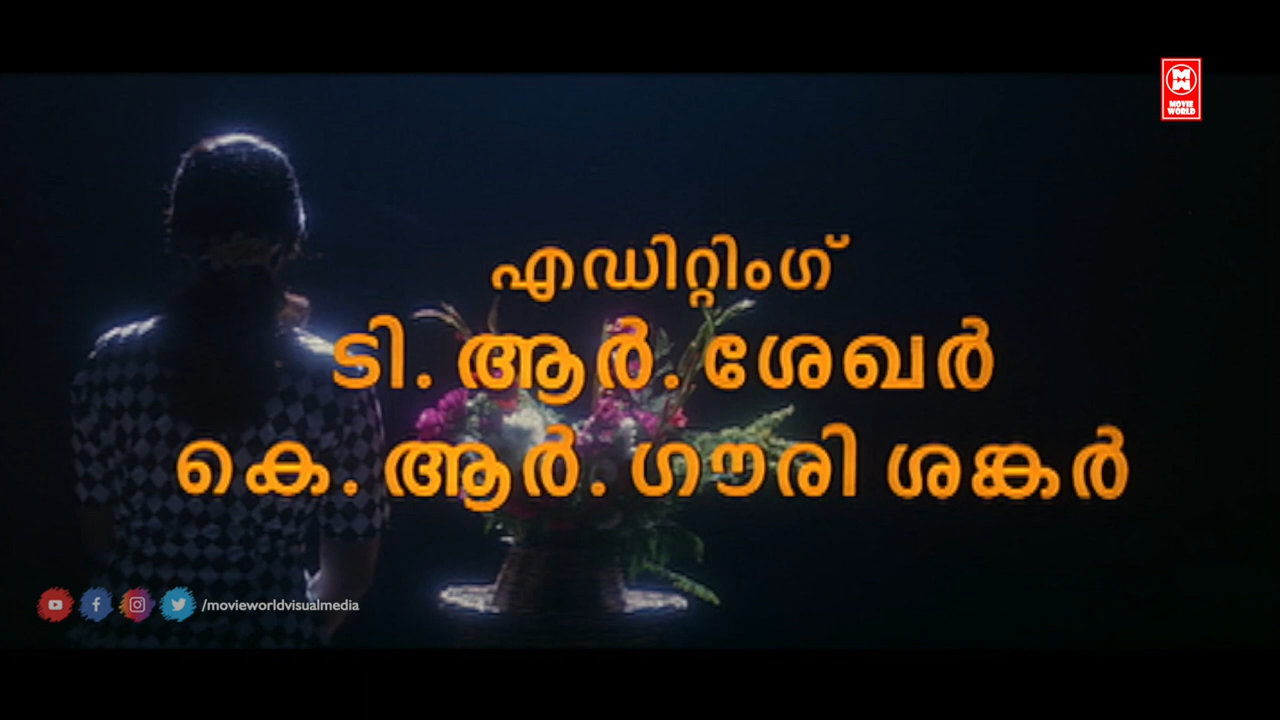 MOVIE
WORLD
എഡിറ്റിംഗ്
ടി. ആർ. ശേഖർ
കെ. ആർ. ഗൗരി ശങ്കർ
/movieworldvisualmedia